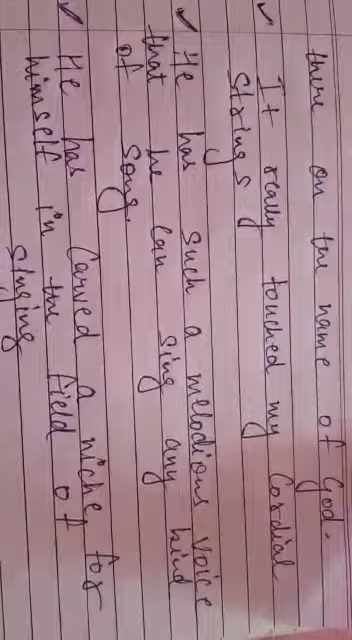 there on the name of God.
✓ It really touched my Cordial
Strings
✓ He has such a melodious voice
that he can sing any kind
of song.
✓ He has Carved a niche for
himself in the field of
singing